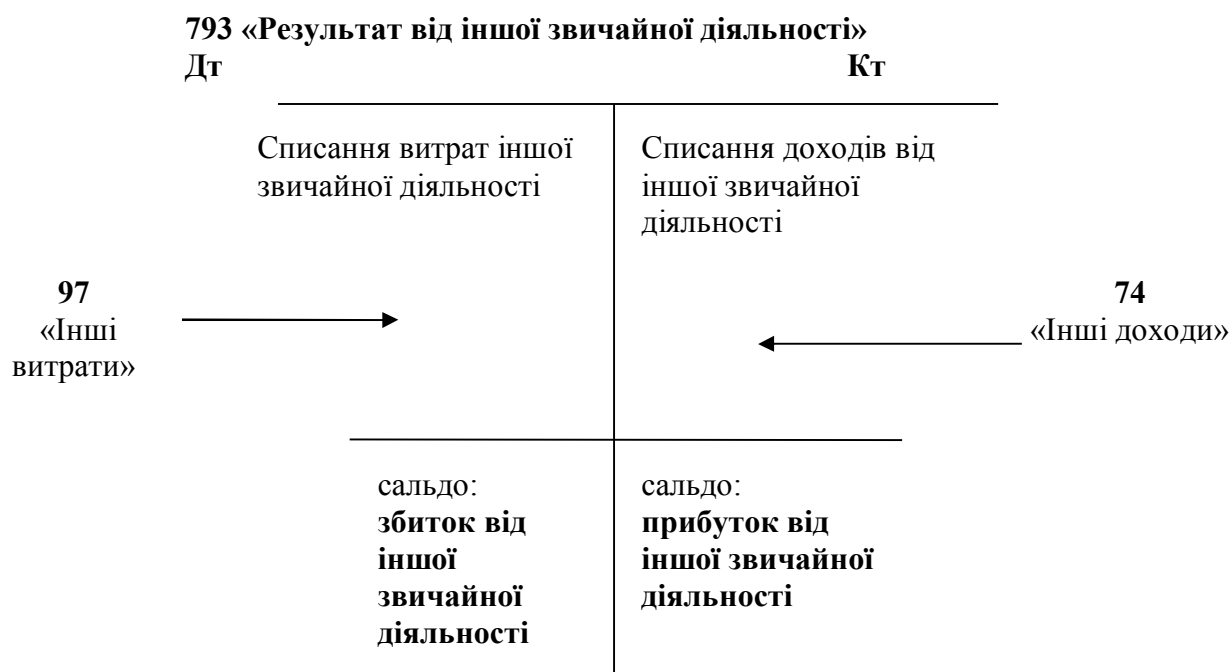 793 «Результат від іншої звичайної діяльності»
Дт Кт
Списання витрат іншої
звичайної діяльності
Списання доходів від
іншої звичайної
діяльності
97
«Інші
витрати»
74
«Інші доходи»
сальдо:
збиток від
іншої
звичайної
діяльності
сальдо:
прибуток від
іншої звичайної
діяльності